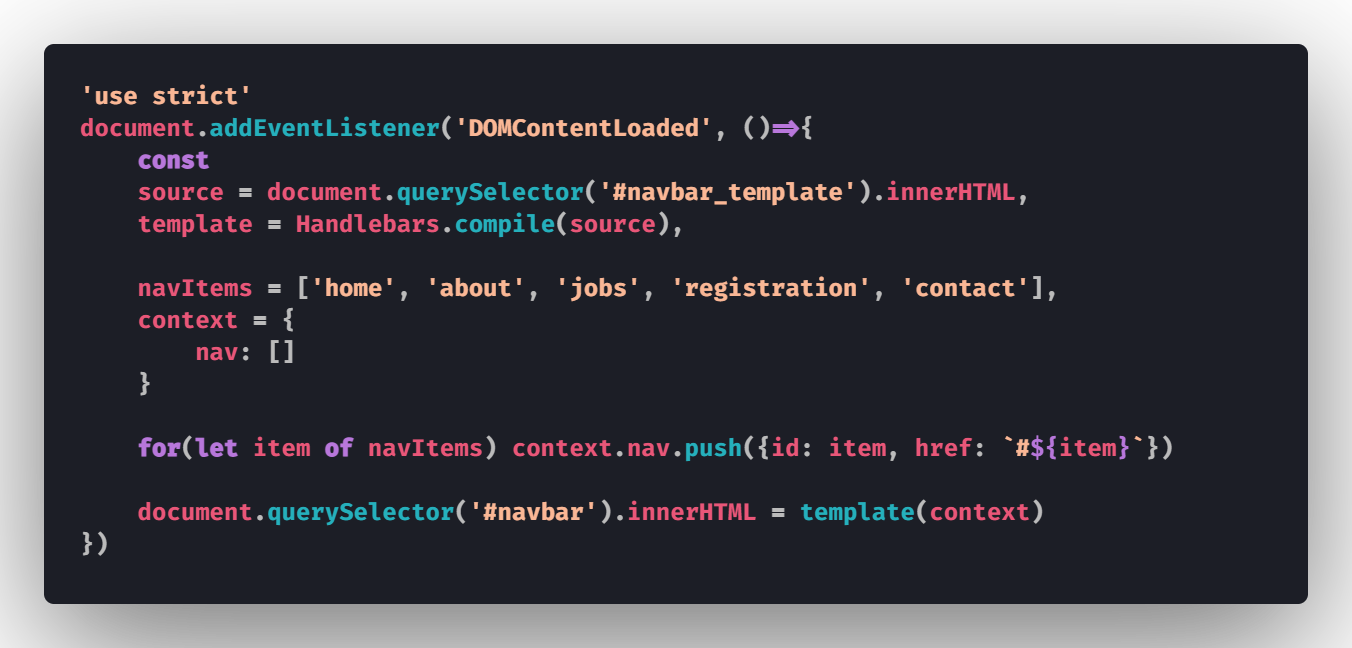 'use strict'
document.addEventListener('DOMContentLoaded', ()=>{
    const
    source = document.querySelector('#navbar_template').innerHTML,
    template = Handlebars.compile(source),

    navItems = ['home', 'about', 'jobs', 'registration', 'contact'],
    context = {
        nav: []
    }

    for(let item of navItems) context.nav.push({id: item, href: `#${item}`})

    document.querySelector('#navbar').innerHTML = template(context)
})